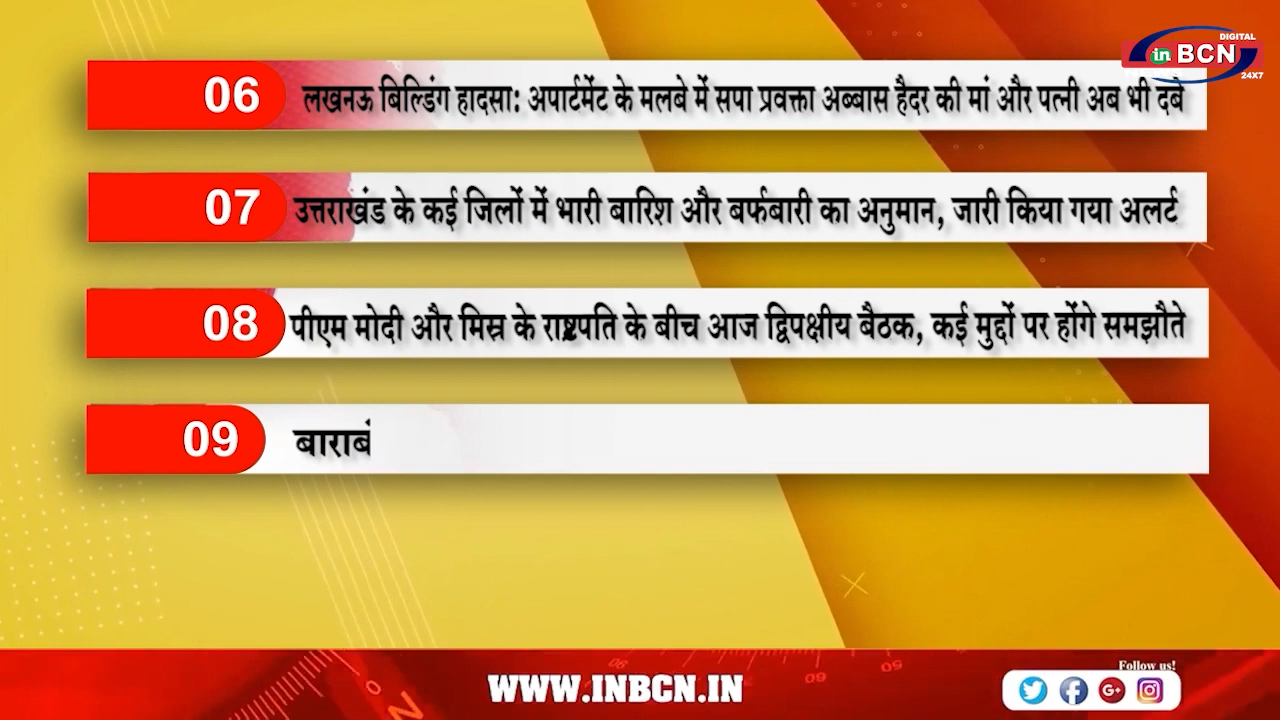 DIGITAL
in BCN
24X7
06 लखनऊ बिल्डिंग हादसा: अपार्टमेंट के मलबे में सपा प्रवक्ता अब्बास हैदर की मां और पत्नी अब भी दबे
07 उत्तराखंड के कई जिलों में भारी बारिश और बर्फबारी का अनुमान, जारी किया गया अलर्ट
08 पीएम मोदी और मिस्र के राष्ट्रपति के बीच आज द्विपक्षीय बैठक, कई मुद्दों पर होंगे समझौते
09 बाराबं
WWW.INBCN.IN
Follow us!